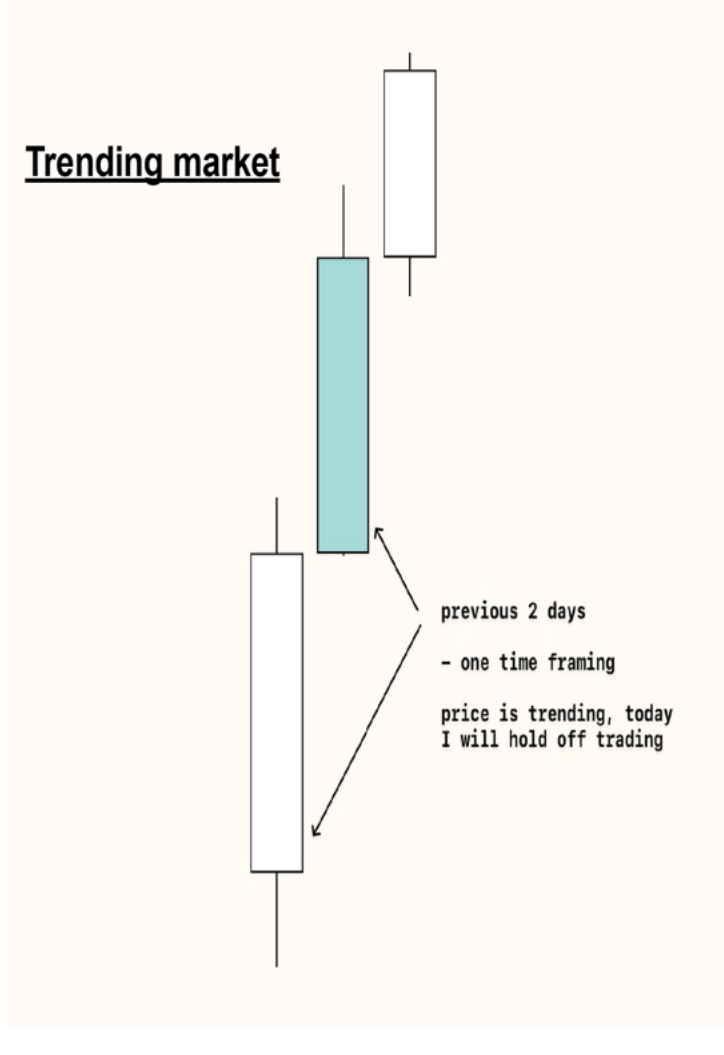 Trending market
previous 2 days
- one time framing
price is trending, today
I will hold off trading